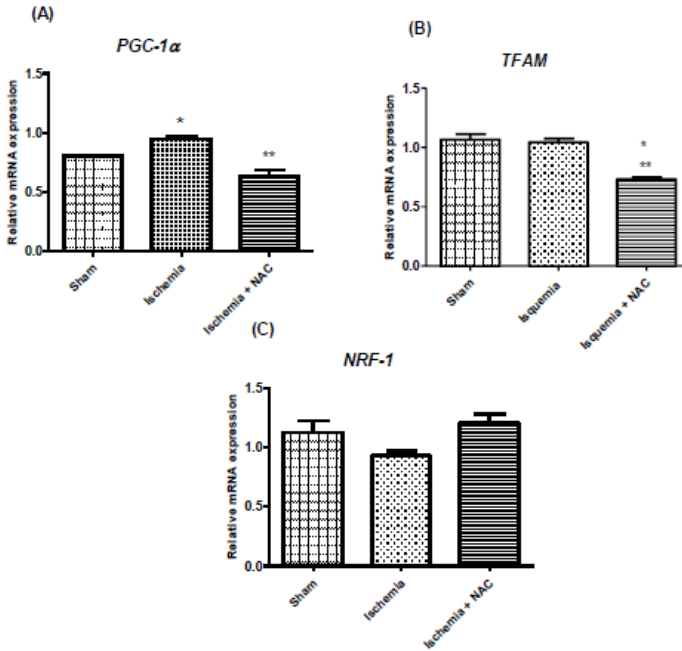 (A)
PGC-1α
Relative mRNA expression
1.5
1.0
0.5
0.0
*
**
Sham
Ischemia
Ischemia + NAC
(B)
TFAM
Relative mRNA expression
1.5
1.0
0.5
0.0
*
**
Sham
Isquemia
Isquemia + NAC
(C)
NRF-1
Relative mRNA expression
1.5
1.0
0.5
0.0
Sham
Ischemia
Ischemia + NAC